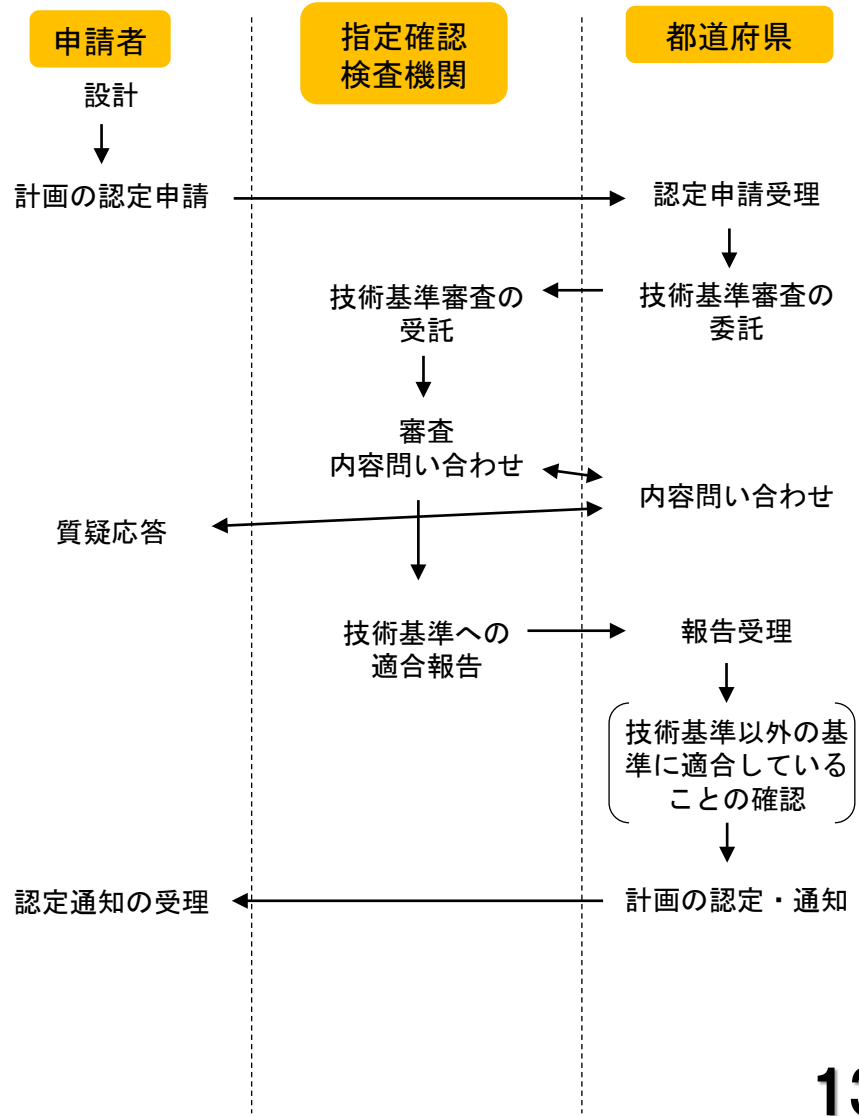 申請者
指定確認
検査機関
都道府県
設計
計画の認定申請
認定申請受理
技術基準審査の
受託
技術基準審査の
委託
審査
内容問い合わせ
内容問い合わせ
質疑応答
技術基準への
適合報告
報告受理
技術基準以外の基
準に適合している
ことの確認
認定通知の受理
計画の認定・通知
13